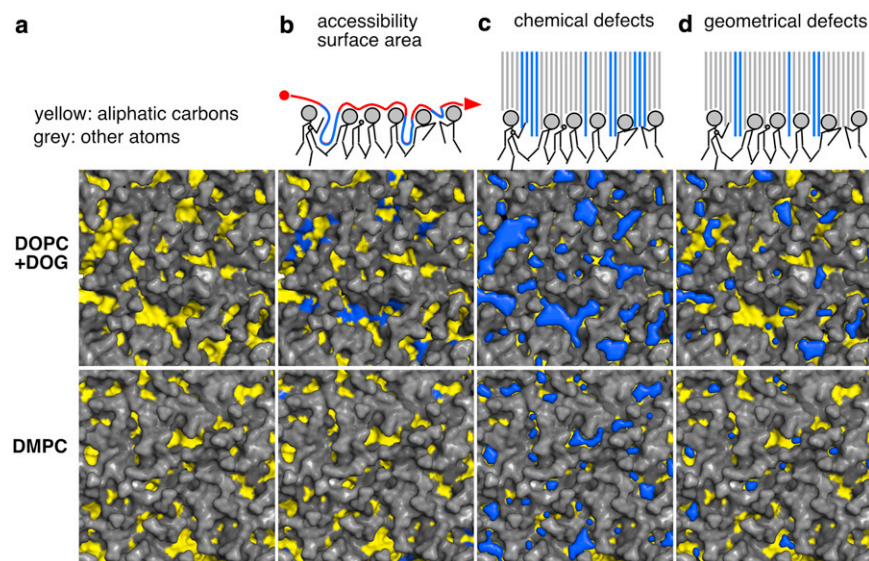 a
b accessibility
surface area
c chemical defects
d geometrical defects
yellow: aliphatic carbons
grey: other atoms
DOPC
+DOG
DMPC